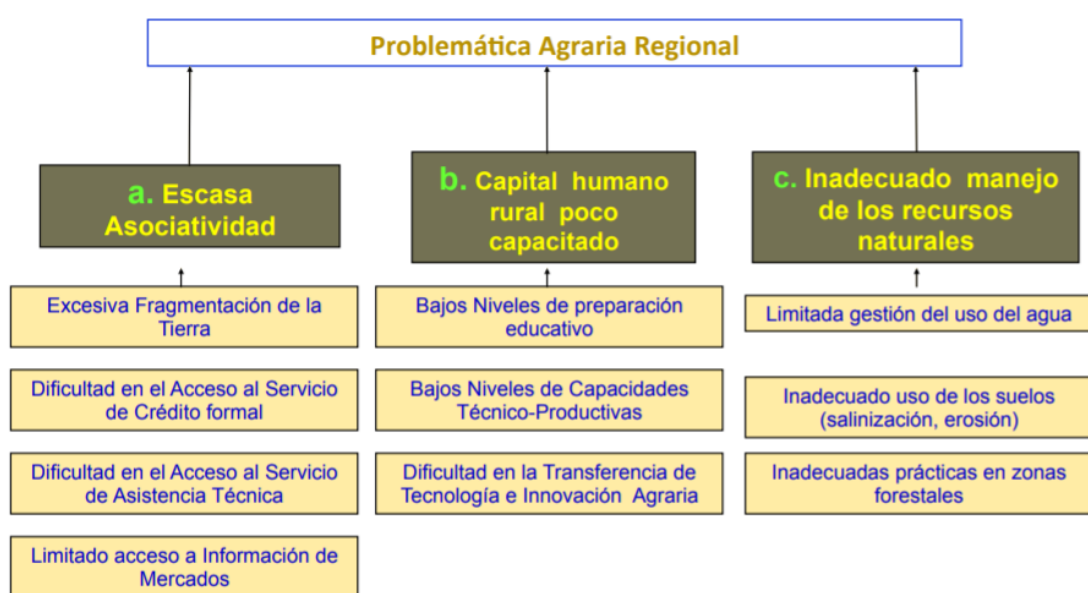 Problemática Agraria Regional
a. Escasa
Asociatividad
Excesiva Fragmentación de la
Tierra
Dificultad en el Acceso al Servicio
de Crédito formal
Dificultad en el Acceso al Servicio
de Asistencia Técnica
Limitado acceso a Información de
Mercados
b. Capital humano
rural poco
capacitado
Bajos Niveles de preparación
educativo
Bajos Niveles de Capacidades
Técnico-Productivas
Dificultad en la Transferencia de
Tecnología e Innovación Agraria
c. Inadecuado manejo
de los recursos
naturales
Limitada gestión del uso del agua
Inadecuado uso de los suelos
(salinización, erosión)
Inadecuadas prácticas en zonas
forestales